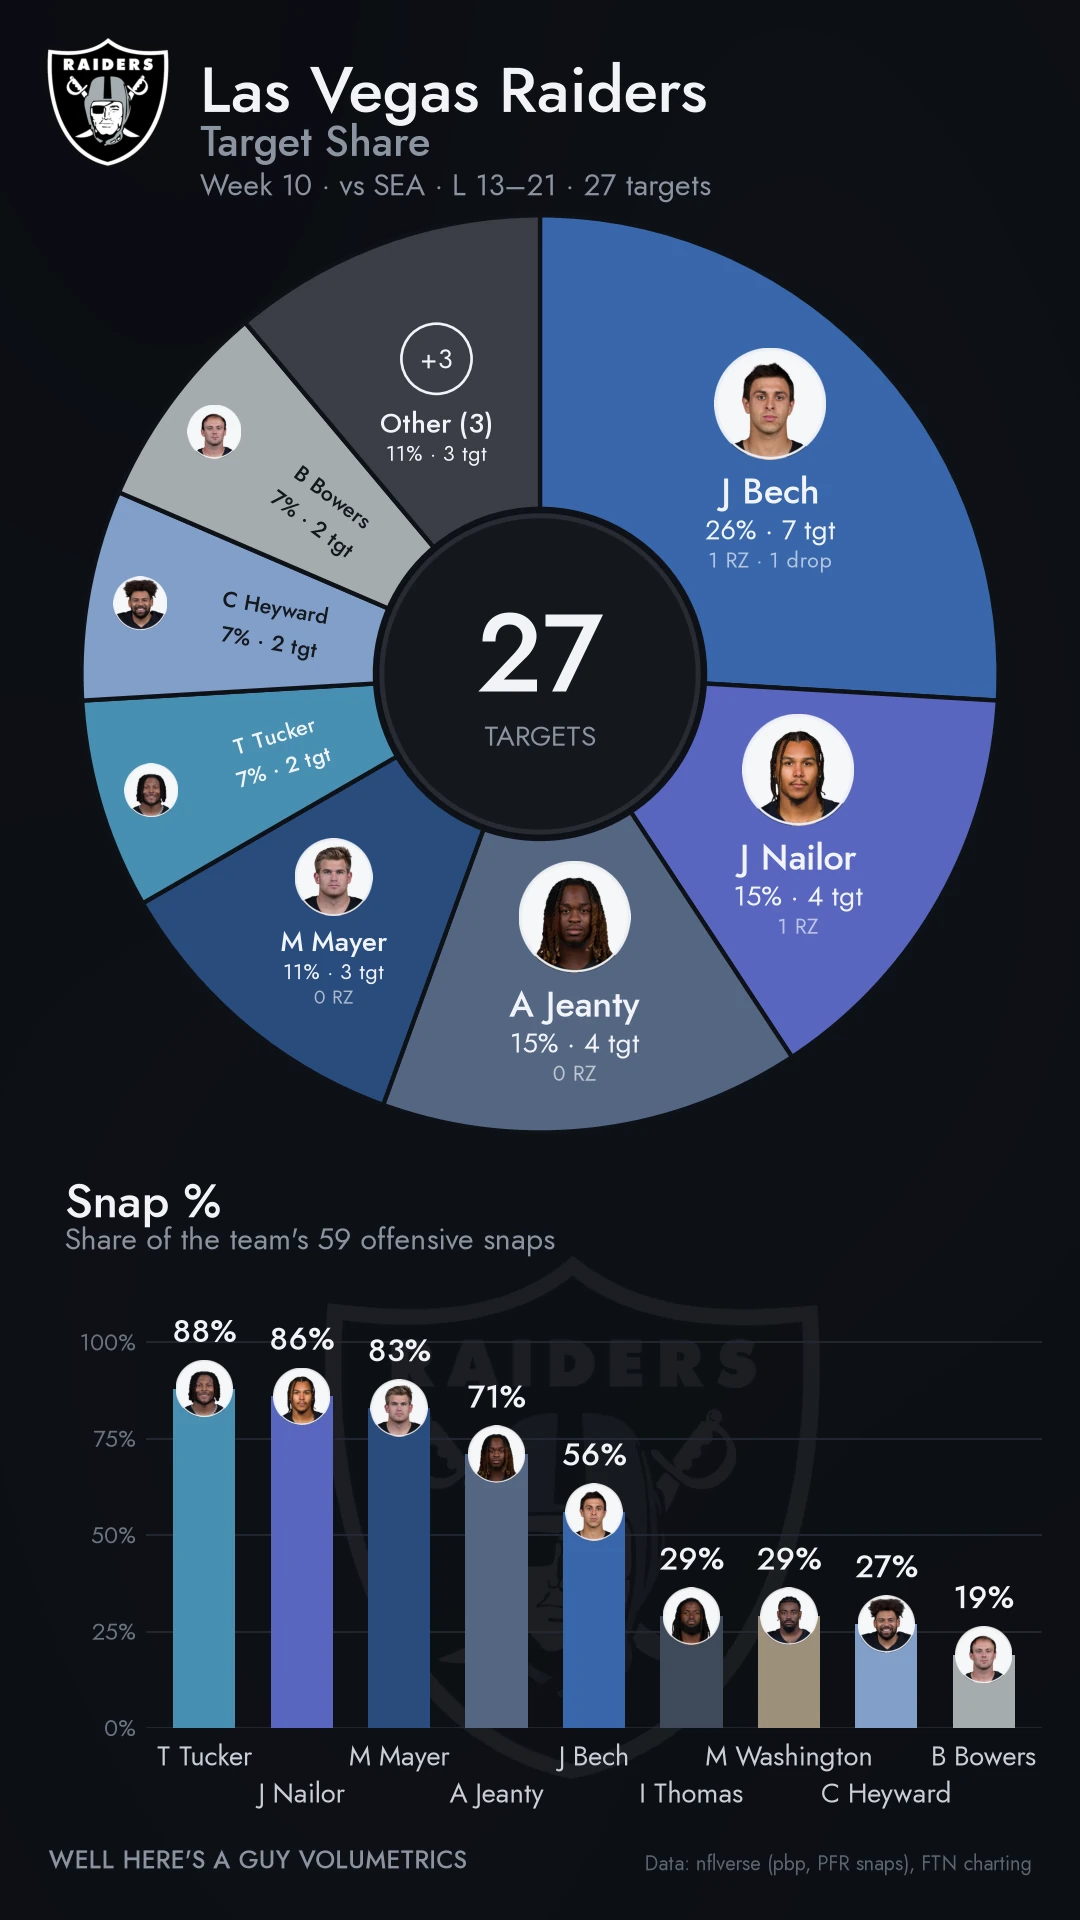 RAIDERS
Las Vegas Raiders
Target Share
Week 10 · vs SEA · L 13–21 · 27 targets
+3
Other (3)
11% · 3 tgt
J Bech
26% · 7 tgt
1 RZ · 1 drop
B Bowers
7% · 2 tgt
C Heyward
7% · 2 tgt
27
TARGETS
T Tucker
7% · 2 tgt
J Nailor
15% · 4 tgt
1 RZ
M Mayer
11% · 3 tgt
0 RZ
A Jeanty
15% · 4 tgt
0 RZ
Snap %
Share of the team's 59 offensive snaps
RAIDERS
100%
75%
50%
25%
0%
88%
86%
83%
71%
56%
29%
29%
27%
19%
T Tucker
J Nailor
M Mayer
A Jeanty
J Bech
I Thomas
M Washington
C Heyward
B Bowers
WELL HERE'S A GUY VOLUMETRICS
Data: nflverse (pbp, PFR snaps), FTN charting